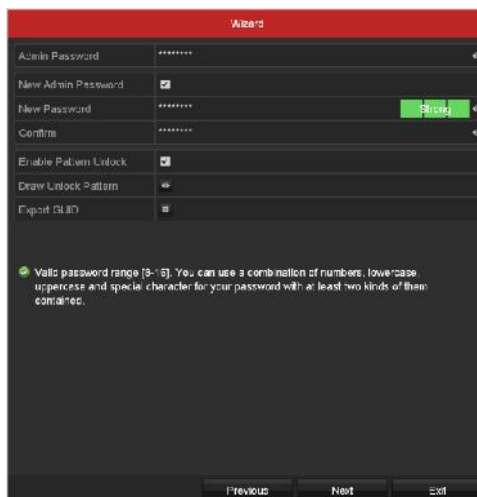 Wizard
Admin Password ********
New Admin Password
New Password ******** Strong
Confirm ********
Enable Pattern Unlock
Draw Unlock Pattern
Export GUID
Valid password range [8-16]. You can use a combination of numbers, lowercase,
uppercase and special character for your password with at least two kinds of them
contained.
Previous Next Exit